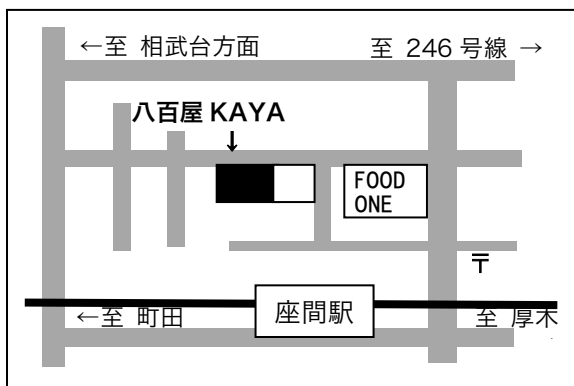 ←至 相武台方面
至 246 号線 →
八百屋 KAYA
↓
FOOD
ONE
〒
←至 町田
座間駅
至 厚木